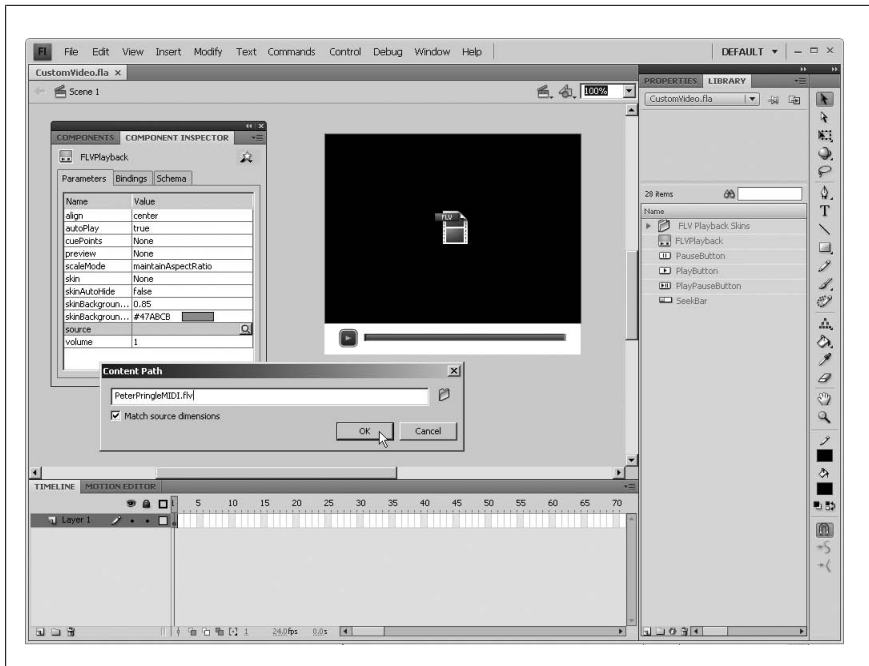 FL File Edit View Insert Modify Text Commands Control Debug Window Help DEFAULT
CustomVideo.fla
Scene 1
100%
COMPONENTS COMPONENT INSPECTOR
FLVPlayback
Parameters Bindings Schema
Name Value
align center
autoPlay true
cuePoints None
preview None
scaleMode maintainAspectRatio
skin None
skinAutoHide false
skinBackgroun... 0.85
skinBackgroun... #47ABCB
source
volume 1
FLV
Content Path
PeterPringleMIDI.flv
Match source dimensions
OK Cancel
PROPERTIES LIBRARY
CustomVideo.fla
28 items
Name
FLV Playback Skins
FLVPlayback
PauseButton
PlayButton
PlayPauseButton
SeekBar
TIMELINE MOTION EDITOR
1 5 10 15 20 25 30 35 40 45 50 55 60 65 70
Layer 1
1 24.0fps 0.0s